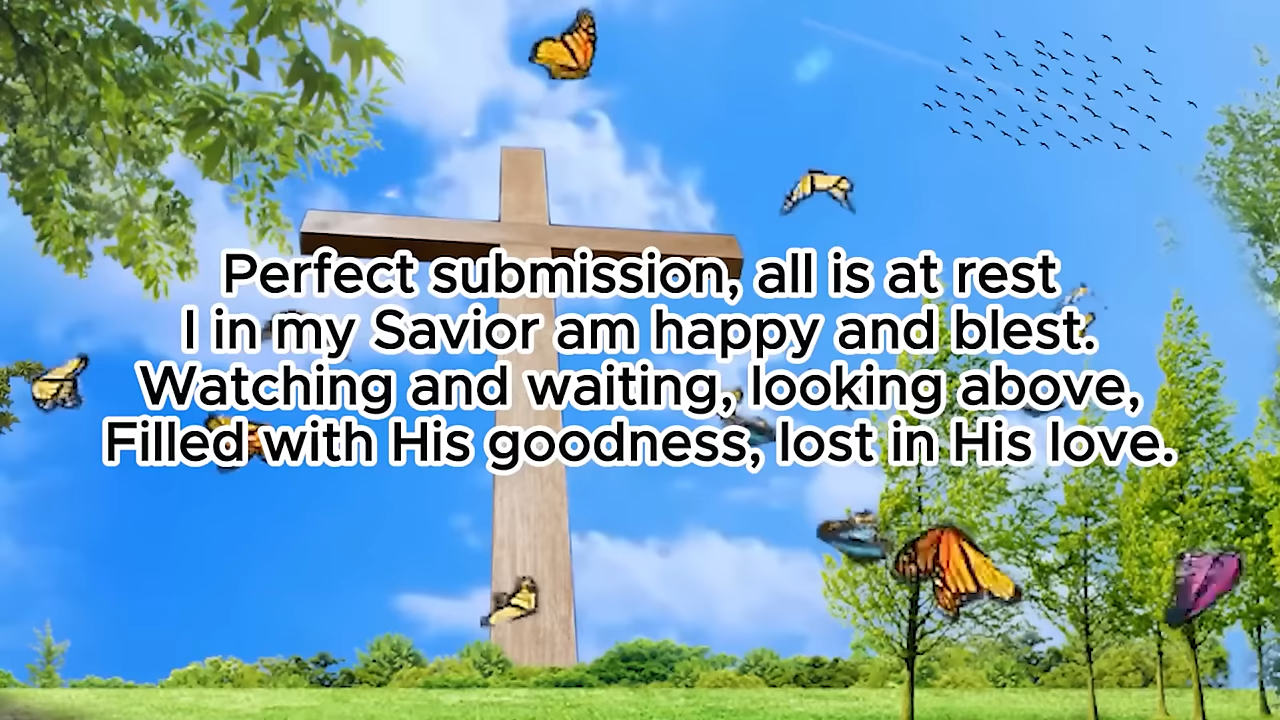 Perfect submission, all is at rest
I in my Savior am happy and blest.
Watching and waiting, looking above,
Filled with His goodness, lost in His love.